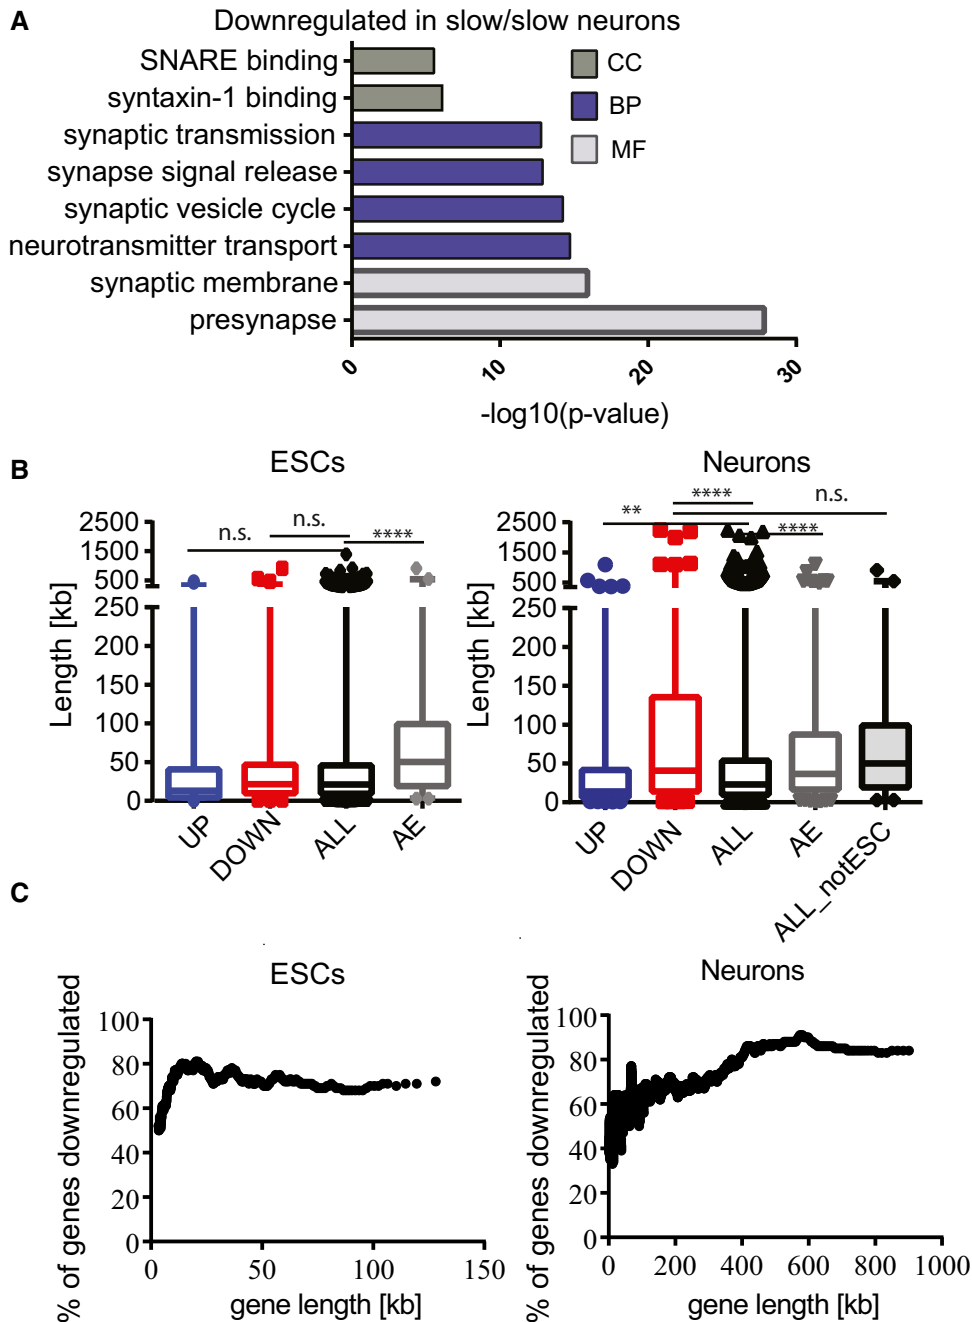 A
Downregulated in slow/slow neurons
SNARE binding
syntaxin-1 binding
synaptic transmission
synapse signal release
synaptic vesicle cycle
neurotransmitter transport
synaptic membrane
presynapse
CC
BP
MF
0 10 20 30
-log10(p-value)
B
ESCs
n.s.
n.s.
****
2500
1500
500
250
200
150
100
50
0
Length [kb]
UP DOWN ALL AE
Neurons
**
****
n.s.
****
2500
1500
500
250
200
150
100
50
0
Length [kb]
UP DOWN ALL AE ALL_notESC
C
ESCs
% of genes downregulated
100
80
60
40
20
0
0 50 100 150
gene length [kb]
Neurons
% of genes downregulated
100
80
60
40
20
0
0 200 400 600 800 1000
gene length [kb]